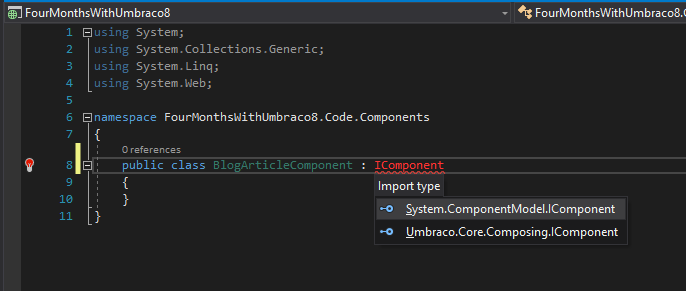 FourMonthsWithUmbraco8 FourMonthsWithUmbraco8.C
1 using System;
2 using System.Collections.Generic;
3 using System.Linq;
4 using System.Web;
5
6 namespace FourMonthsWithUmbraco8.Code.Components
7 {
0 references
8 public class BlogArticleComponent : IComponent
9 {
10 }
11 }
Import type
System.ComponentModel.IComponent
Umbraco.Core.Composing.IComponent